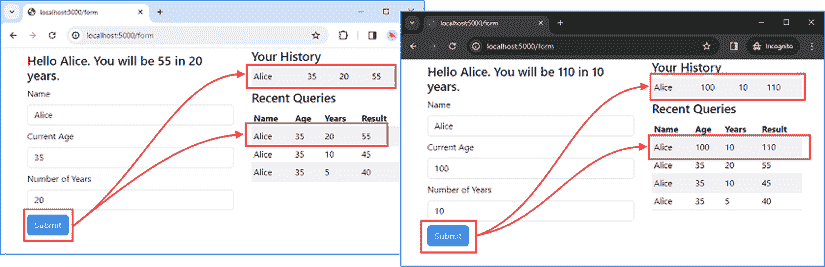 localhost:5000/form
localhost:5000/form
Hello Alice. You will be 55 in 20
years.
Name
Alice
Current Age
35
Number of Years
20
Submit
Your History
Alice 35 20 55
Recent Queries
Name Age Years Result
Alice 35 20 55
Alice 35 10 45
Alice 35 5 40
localhost:5000/form
localhost:5000/form
Incognito
Hello Alice. You will be 110 in 10
years.
Name
Alice
Current Age
100
Number of Years
10
Submit
Your History
Alice 100 10 110
Recent Queries
Name Age Years Result
Alice 100 10 110
Alice 35 20 55
Alice 35 10 45
Alice 35 5 40